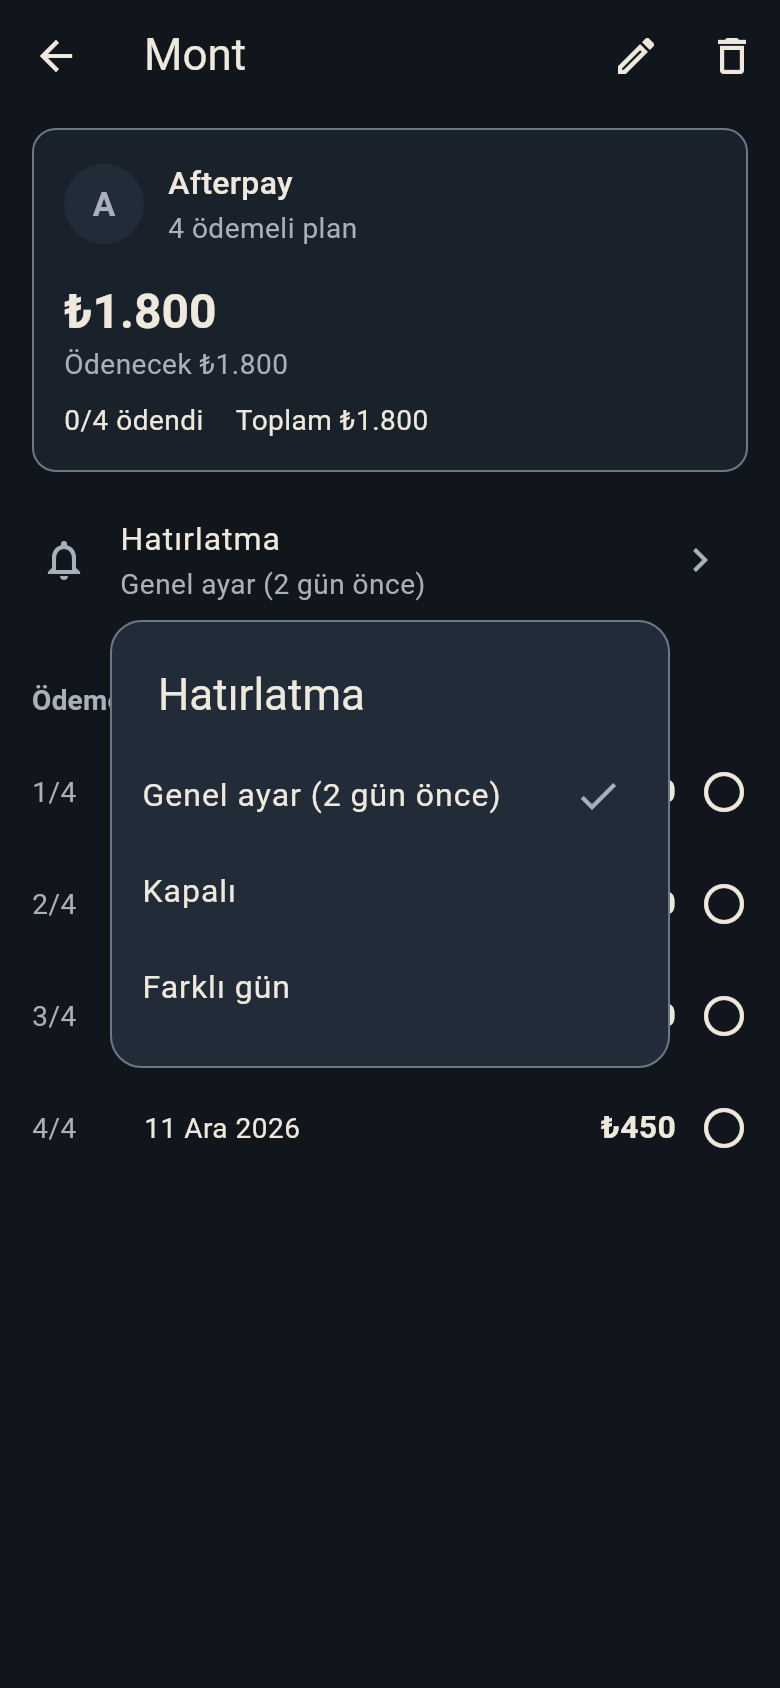 Mont
A
Afterpay
4 ödemeli plan
₺1.800
Ödenecek ₺1.800
0/4 ödendi Toplam ₺1.800
Hatırlatma
Genel ayar (2 gün önce)
Hatırlatma
Genel ayar (2 gün önce)
Kapalı
Farklı gün
1/4
2/4
3/4
4/4 11 Ara 2026 ₺450